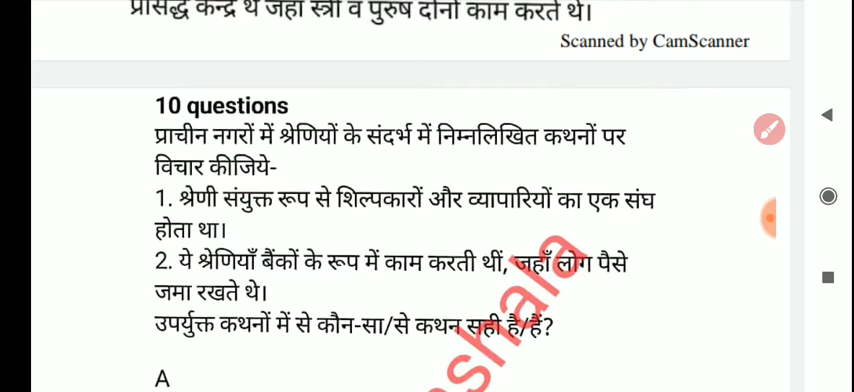 प्रसिद्ध केन्द्र थे जहाँ स्त्री व पुरुष दोनों काम करते थे।
Scanned by CamScanner
10 questions
प्राचीन नगरों में श्रेणियों के संदर्भ में निम्नलिखित कथनों पर
विचार कीजिये-
1. श्रेणी संयुक्त रूप से शिल्पकारों और व्यापारियों का एक संघ
होता था।
2. ये श्रेणियाँ बैंकों के रूप में काम करती थीं, जहाँ लोग पैसे
जमा रखते थे।
उपर्युक्त कथनों में से कौन-सा/से कथन सही है/हैं?
A
shala